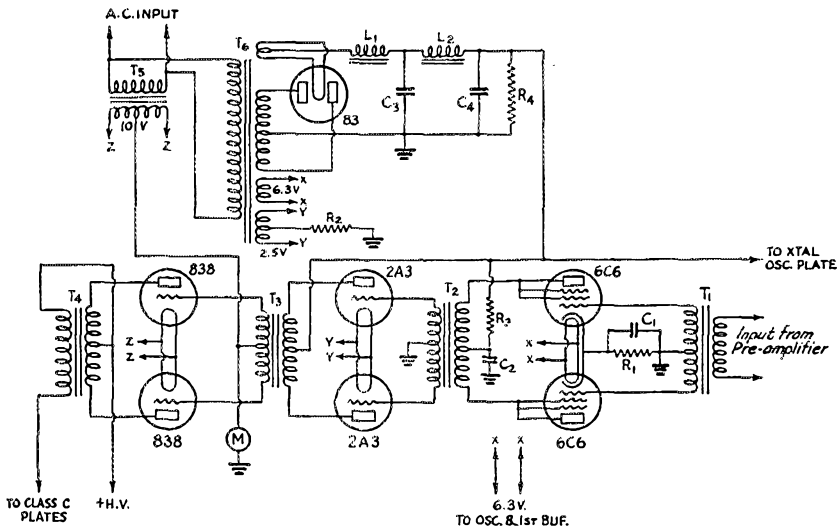 A.C. INPUT
T5
10 V
Z
Z
T6
L1
L2
C3
C4
R4
83
X
6.3V
X
Y
R2
2.5V
Y
TO XTAL
OSC. PLATE
838
2A3
6C6
T4
T3
T2
T1
R3
C2
C1
R1
Z
Z
Y
Y
X
X
Input from
Pre-amplifier
838
2A3
6C6
M
TO CLASS C
PLATES
+H.V.
X X
6.3V.
TO OSC. & 1ST BUF.